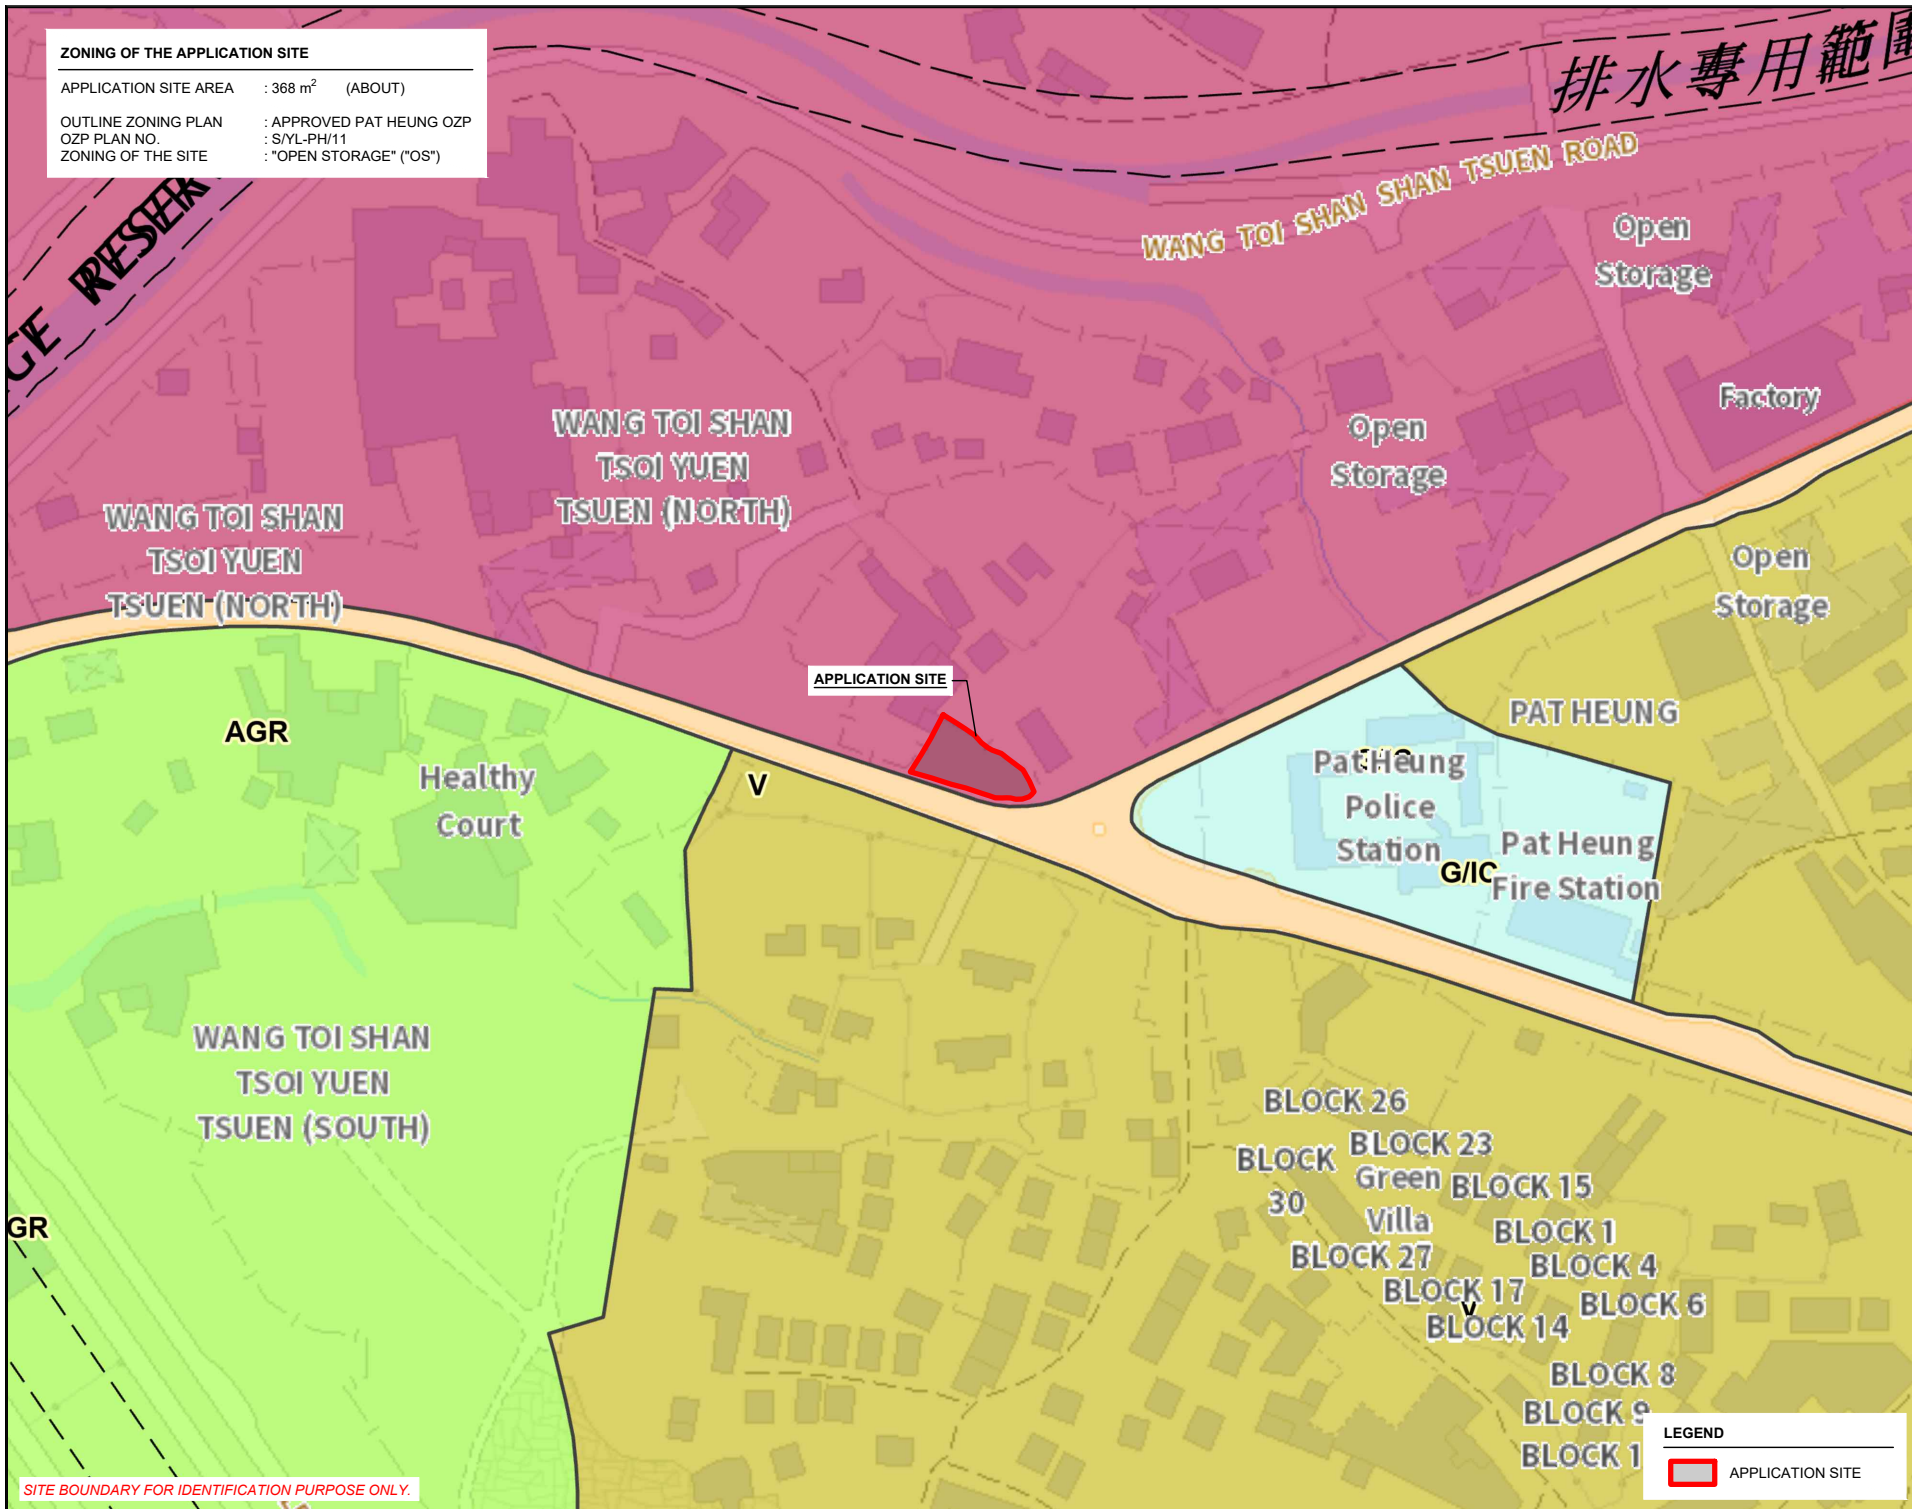 ZONING OF THE APPLICATION SITE
APPLICATION SITE AREA : 368 m² (ABOUT)
OUTLINE ZONING PLAN : APPROVED PAT HEUNG OZP
OZP PLAN NO. : S/YL-PH/11
ZONING OF THE SITE : "OPEN STORAGE" ("OS")
排水專用範圍
WANG TOI SHAN SHAN TSUEN ROAD
Open
Storage
Factory
Open
Storage
WANG TOI SHAN
TSOI YUEN
TSUEN (NORTH)
WANG TOI SHAN
TSOI YUEN
TSUEN (NORTH)
Open
Storage
APPLICATION SITE
AGR
Healthy
Court
V
PAT HEUNG
Pat Heung
Police
Station
G/IC
Pat Heung
Fire Station
WANG TOI SHAN
TSOI YUEN
TSUEN (SOUTH)
GR
BLOCK 26
BLOCK 23
BLOCK
30
Green
Villa
BLOCK 15
BLOCK 1
BLOCK 27
BLOCK 4
BLOCK 17
V
BLOCK 6
BLOCK 14
BLOCK 8
BLOCK 9
BLOCK 1
LEGEND
APPLICATION SITE
SITE BOUNDARY FOR IDENTIFICATION PURPOSE ONLY.